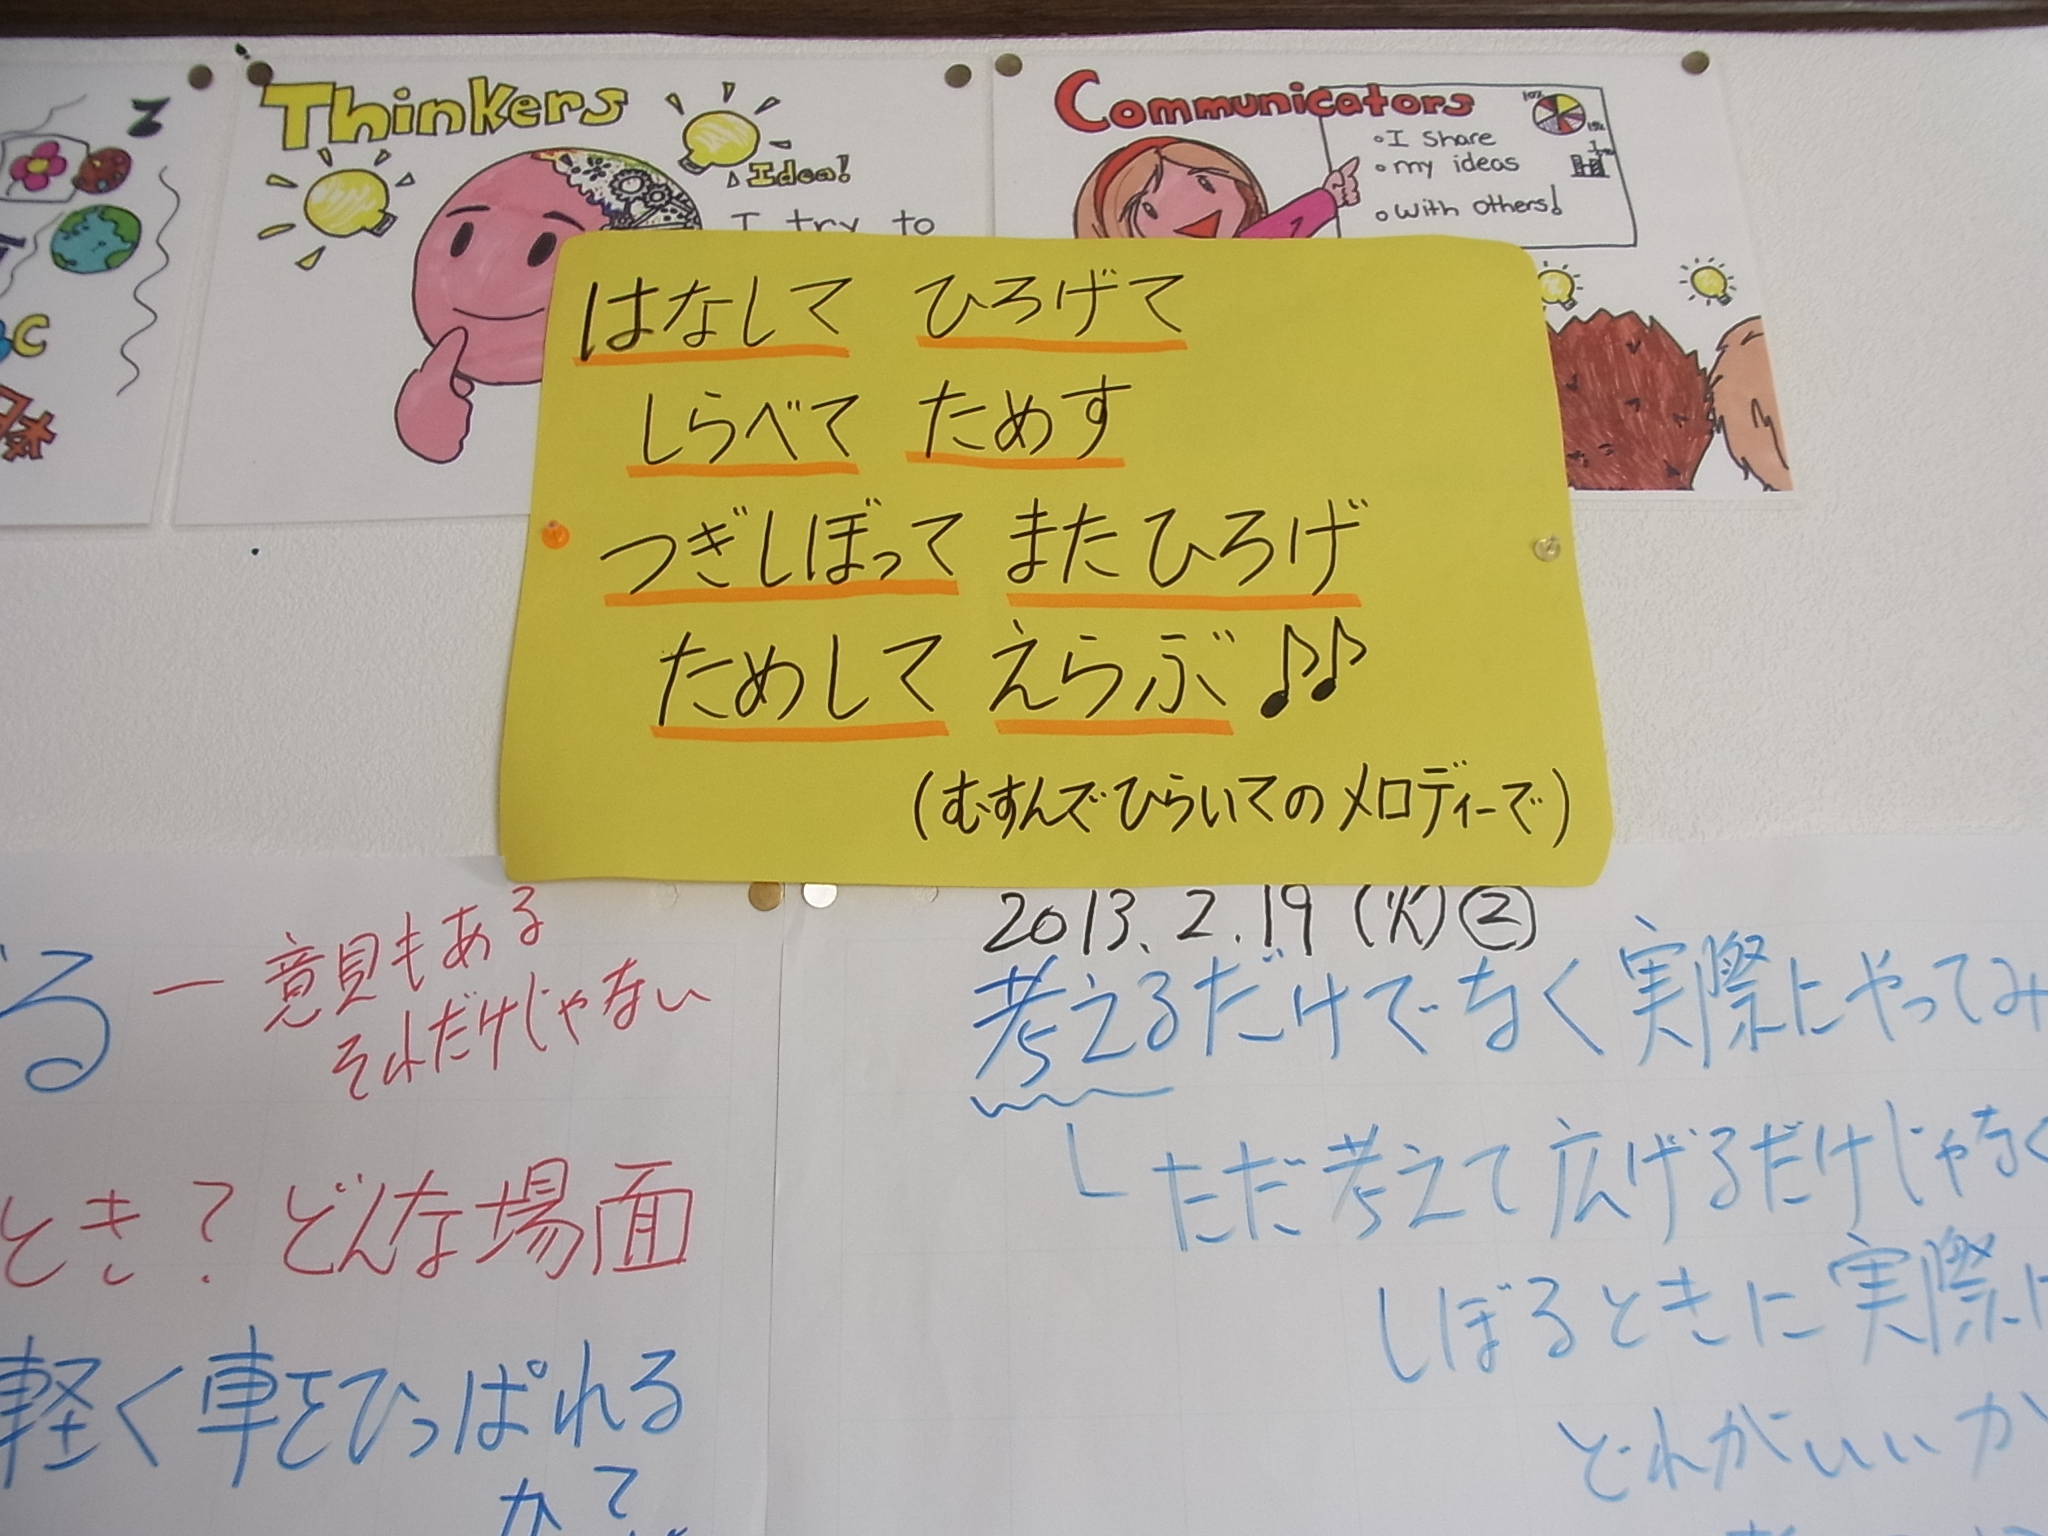 Z
C
Thinkers
Idea!
I try to
Communicators
I share
my ideas
With others!
はなして ひろげて
しらべて ためす
つぎしぼって またひろげ
ためして えらぶ♪♪
(むすんでひらいてのメロディーで)
る ー 意見もある
それだけじゃない
とき?どんな場面
軽く車をひっぱれる
2013.2.19(火)②
考えるだけでなく実際にやってみ
ただ考えて広げるだけじゃなく
しぼるときに実際に
どれがいいか